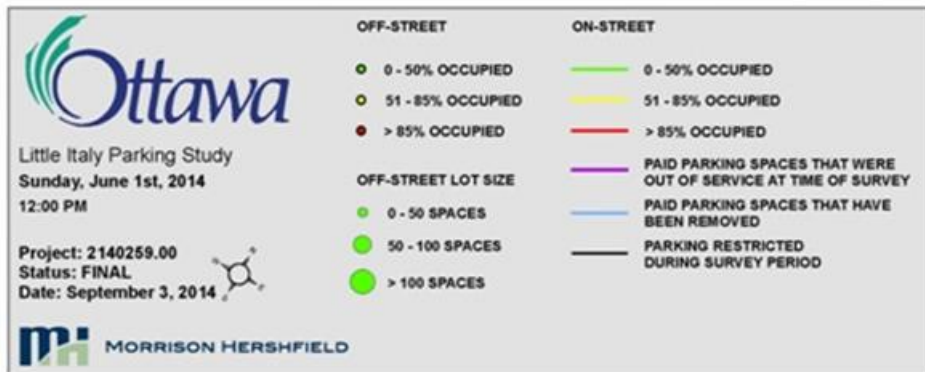 Ottawa
Little Italy Parking Study
Sunday, June 1st, 2014
12:00 PM
Project: 2140259.00
Status: FINAL
Date: September 3, 2014
MORRISON HERSHFIELD
OFF-STREET
0 - 50% OCCUPIED
51 - 85% OCCUPIED
> 85% OCCUPIED
OFF-STREET LOT SIZE
0 - 50 SPACES
50 - 100 SPACES
> 100 SPACES
ON-STREET
0 - 50% OCCUPIED
51 - 85% OCCUPIED
> 85% OCCUPIED
PAID PARKING SPACES THAT WERE
OUT OF SERVICE AT TIME OF SURVEY
PAID PARKING SPACES THAT HAVE
BEEN REMOVED
PARKING RESTRICTED
DURING SURVEY PERIOD